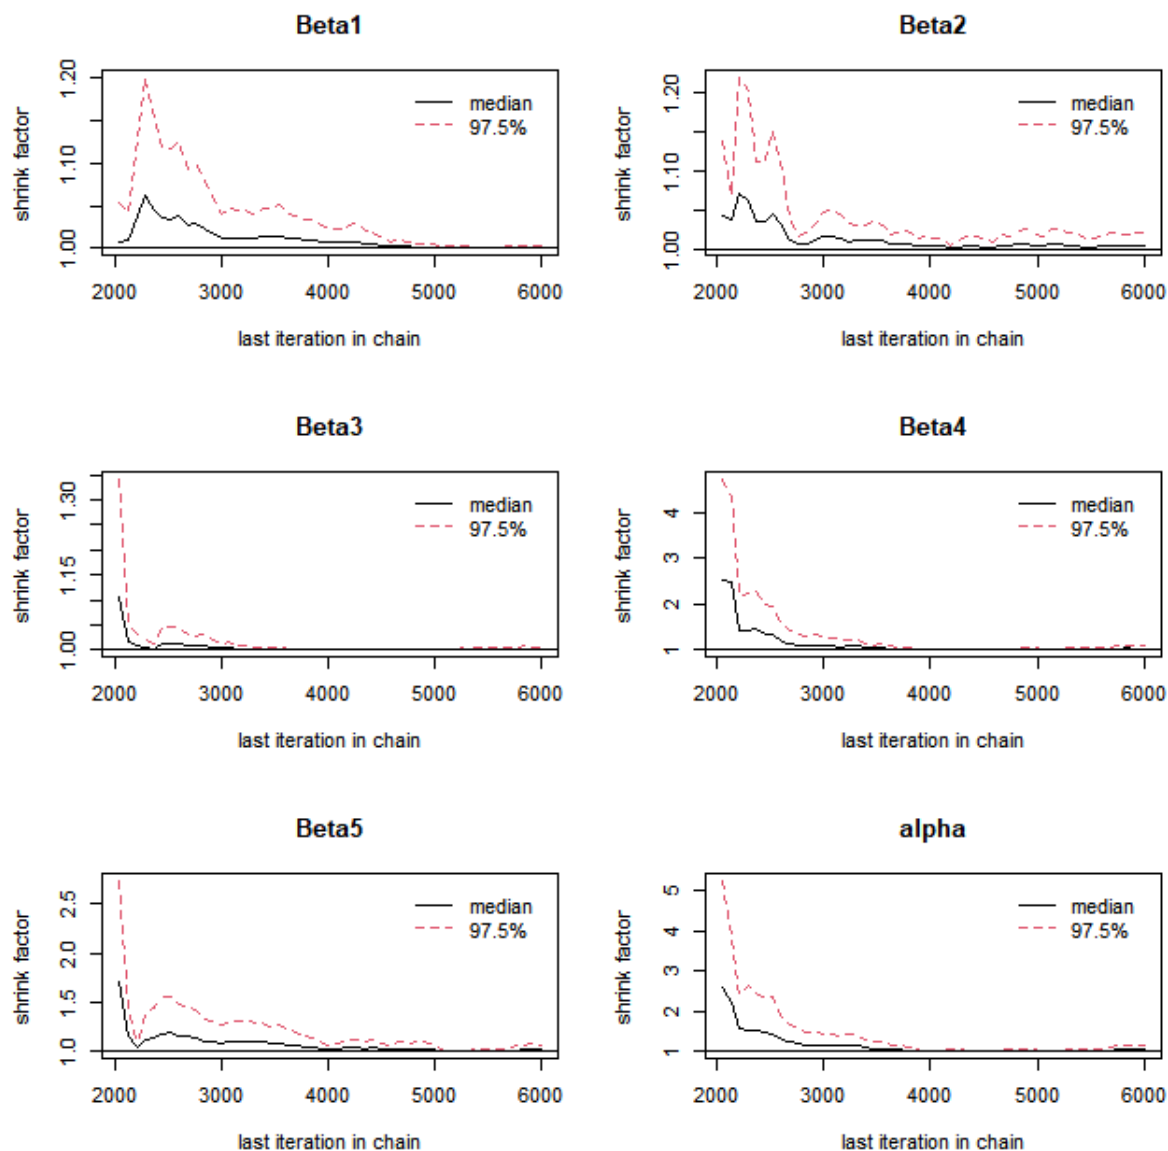 Beta1
shrink factor
1.00 1.10 1.20
median
97.5%
2000 3000 4000 5000 6000
last iteration in chain
Beta2
shrink factor
1.00 1.10 1.20
median
97.5%
2000 3000 4000 5000 6000
last iteration in chain
Beta3
shrink factor
1.00 1.15 1.30
median
97.5%
2000 3000 4000 5000 6000
last iteration in chain
Beta4
shrink factor
1 2 3 4
median
97.5%
2000 3000 4000 5000 6000
last iteration in chain
Beta5
shrink factor
1.0 1.5 2.0 2.5
median
97.5%
2000 3000 4000 5000 6000
last iteration in chain
alpha
shrink factor
1 2 3 4 5
median
97.5%
2000 3000 4000 5000 6000
last iteration in chain